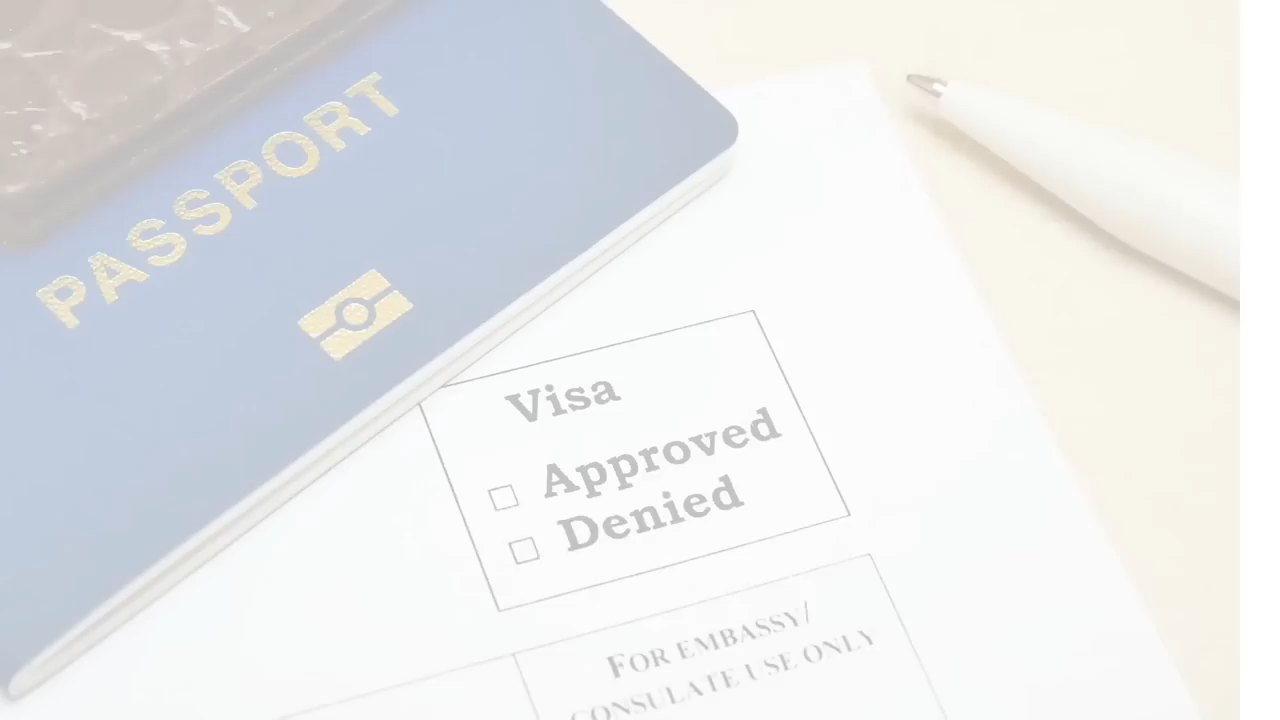 PASSPORT
Visa
Approved
Denied
FOR EMBASSY/
CONSULATE USE ONLY